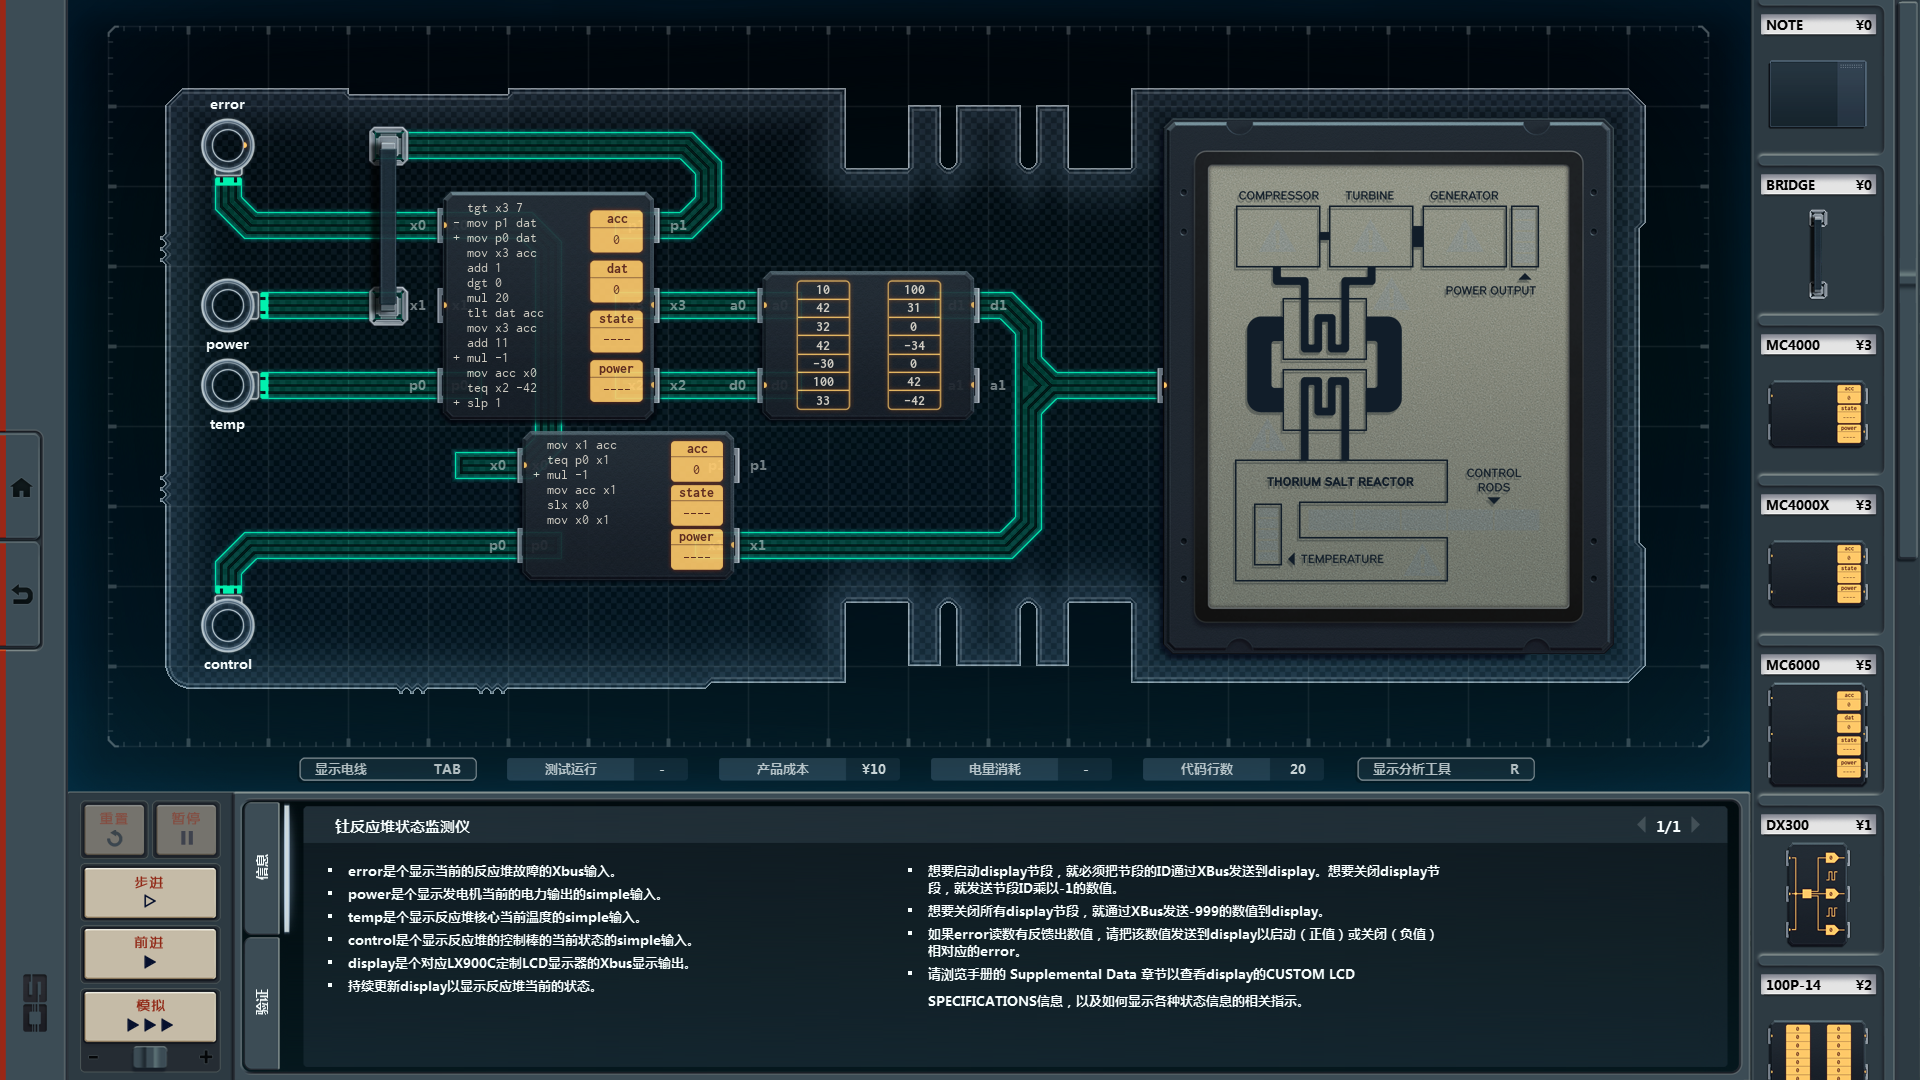 error
power
temp
control
x0
x1
p0
tgt x3 7
- mov p1 dat
+ mov p0 dat
mov x3 acc
add 1
dgt 0
mul 20
tlt dat acc
mov x3 acc
add 11
+ mul -1
mov acc x0
teq x2 -42
+ slp 1
acc
0
dat
0
state
----
power
----
p1
x3
x2
a0
d0
10
42
32
42
-30
100
33
100
31
0
-34
0
42
-42
d1
a1
x0
p0
mov x1 acc
teq p0 x1
+ mul -1
mov acc x1
slx x0
mov x0 x1
acc
0
state
----
power
----
p1
x1
COMPRESSOR
TURBINE
GENERATOR
POWER OUTPUT
THORIUM SALT REACTOR
CONTROL
RODS
TEMPERATURE
显示电线 TAB
测试运行 -
产品成本 ¥10
电量消耗 -
代码行数 20
显示分析工具 R
重置
暂停
步进
前进
模拟
- +
信息
验证
钍反应堆状态监测仪
1/1
▪ error是个显示当前的反应堆故障的Xbus输入。
▪ power是个显示发电机当前的电力输出的simple输入。
▪ temp是个显示反应堆核心当前温度的simple输入。
▪ control是个显示反应堆的控制棒的当前状态的simple输入。
▪ display是个对应LX900C定制LCD显示器的Xbus显示输出。
▪ 持续更新display以显示反应堆当前的状态。
▪ 想要启动display节段，就必须把节段的ID通过XBus发送到display。想要关闭display节
段，就发送节段ID乘以-1的数值。
▪ 想要关闭所有display节段，就通过XBus发送-999的数值到display。
▪ 如果error读数有反馈出数值，请把该数值发送到display以启动（正值）或关闭（负值）
相对应的error。
▪ 请浏览手册的 Supplemental Data 章节以查看display的CUSTOM LCD
SPECIFICATIONS信息，以及如何显示各种状态信息的相关指示。
NOTE ¥0
BRIDGE ¥0
MC4000 ¥3
acc
0
state
----
power
----
MC4000X ¥3
acc
0
state
----
power
----
MC6000 ¥5
acc
0
dat
0
state
----
power
----
DX300 ¥1
100P-14 ¥2
0 0
0 0
0 0
0 0
0 0
0 0